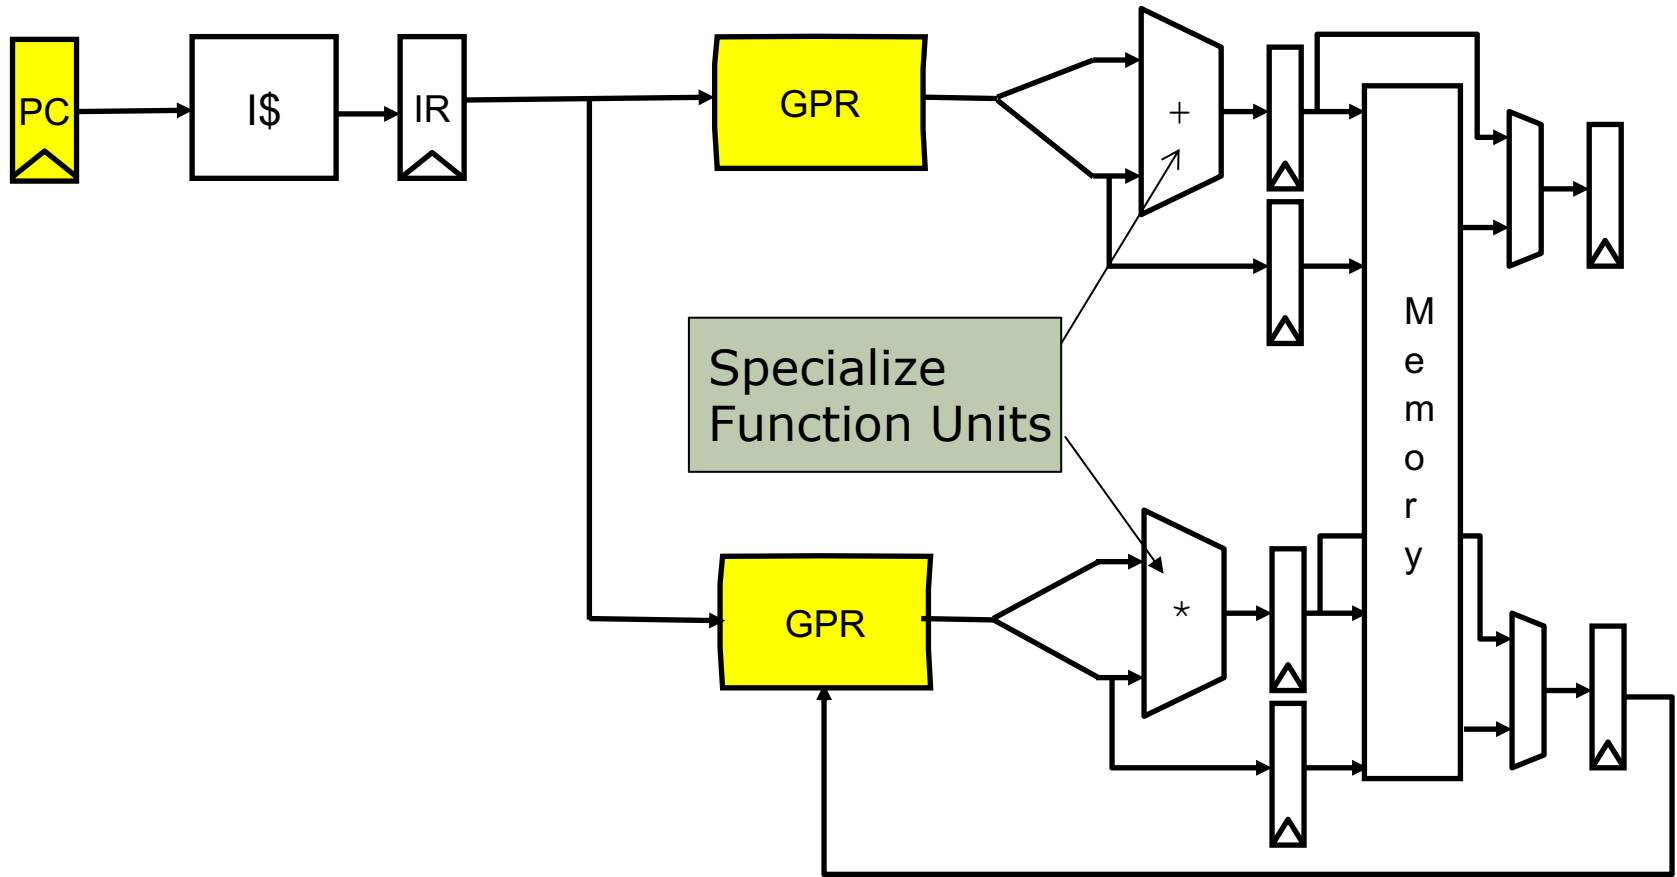 PC
I$
IR
GPR
+
Specialize
Function Units
M
e
m
o
r
y
GPR
*